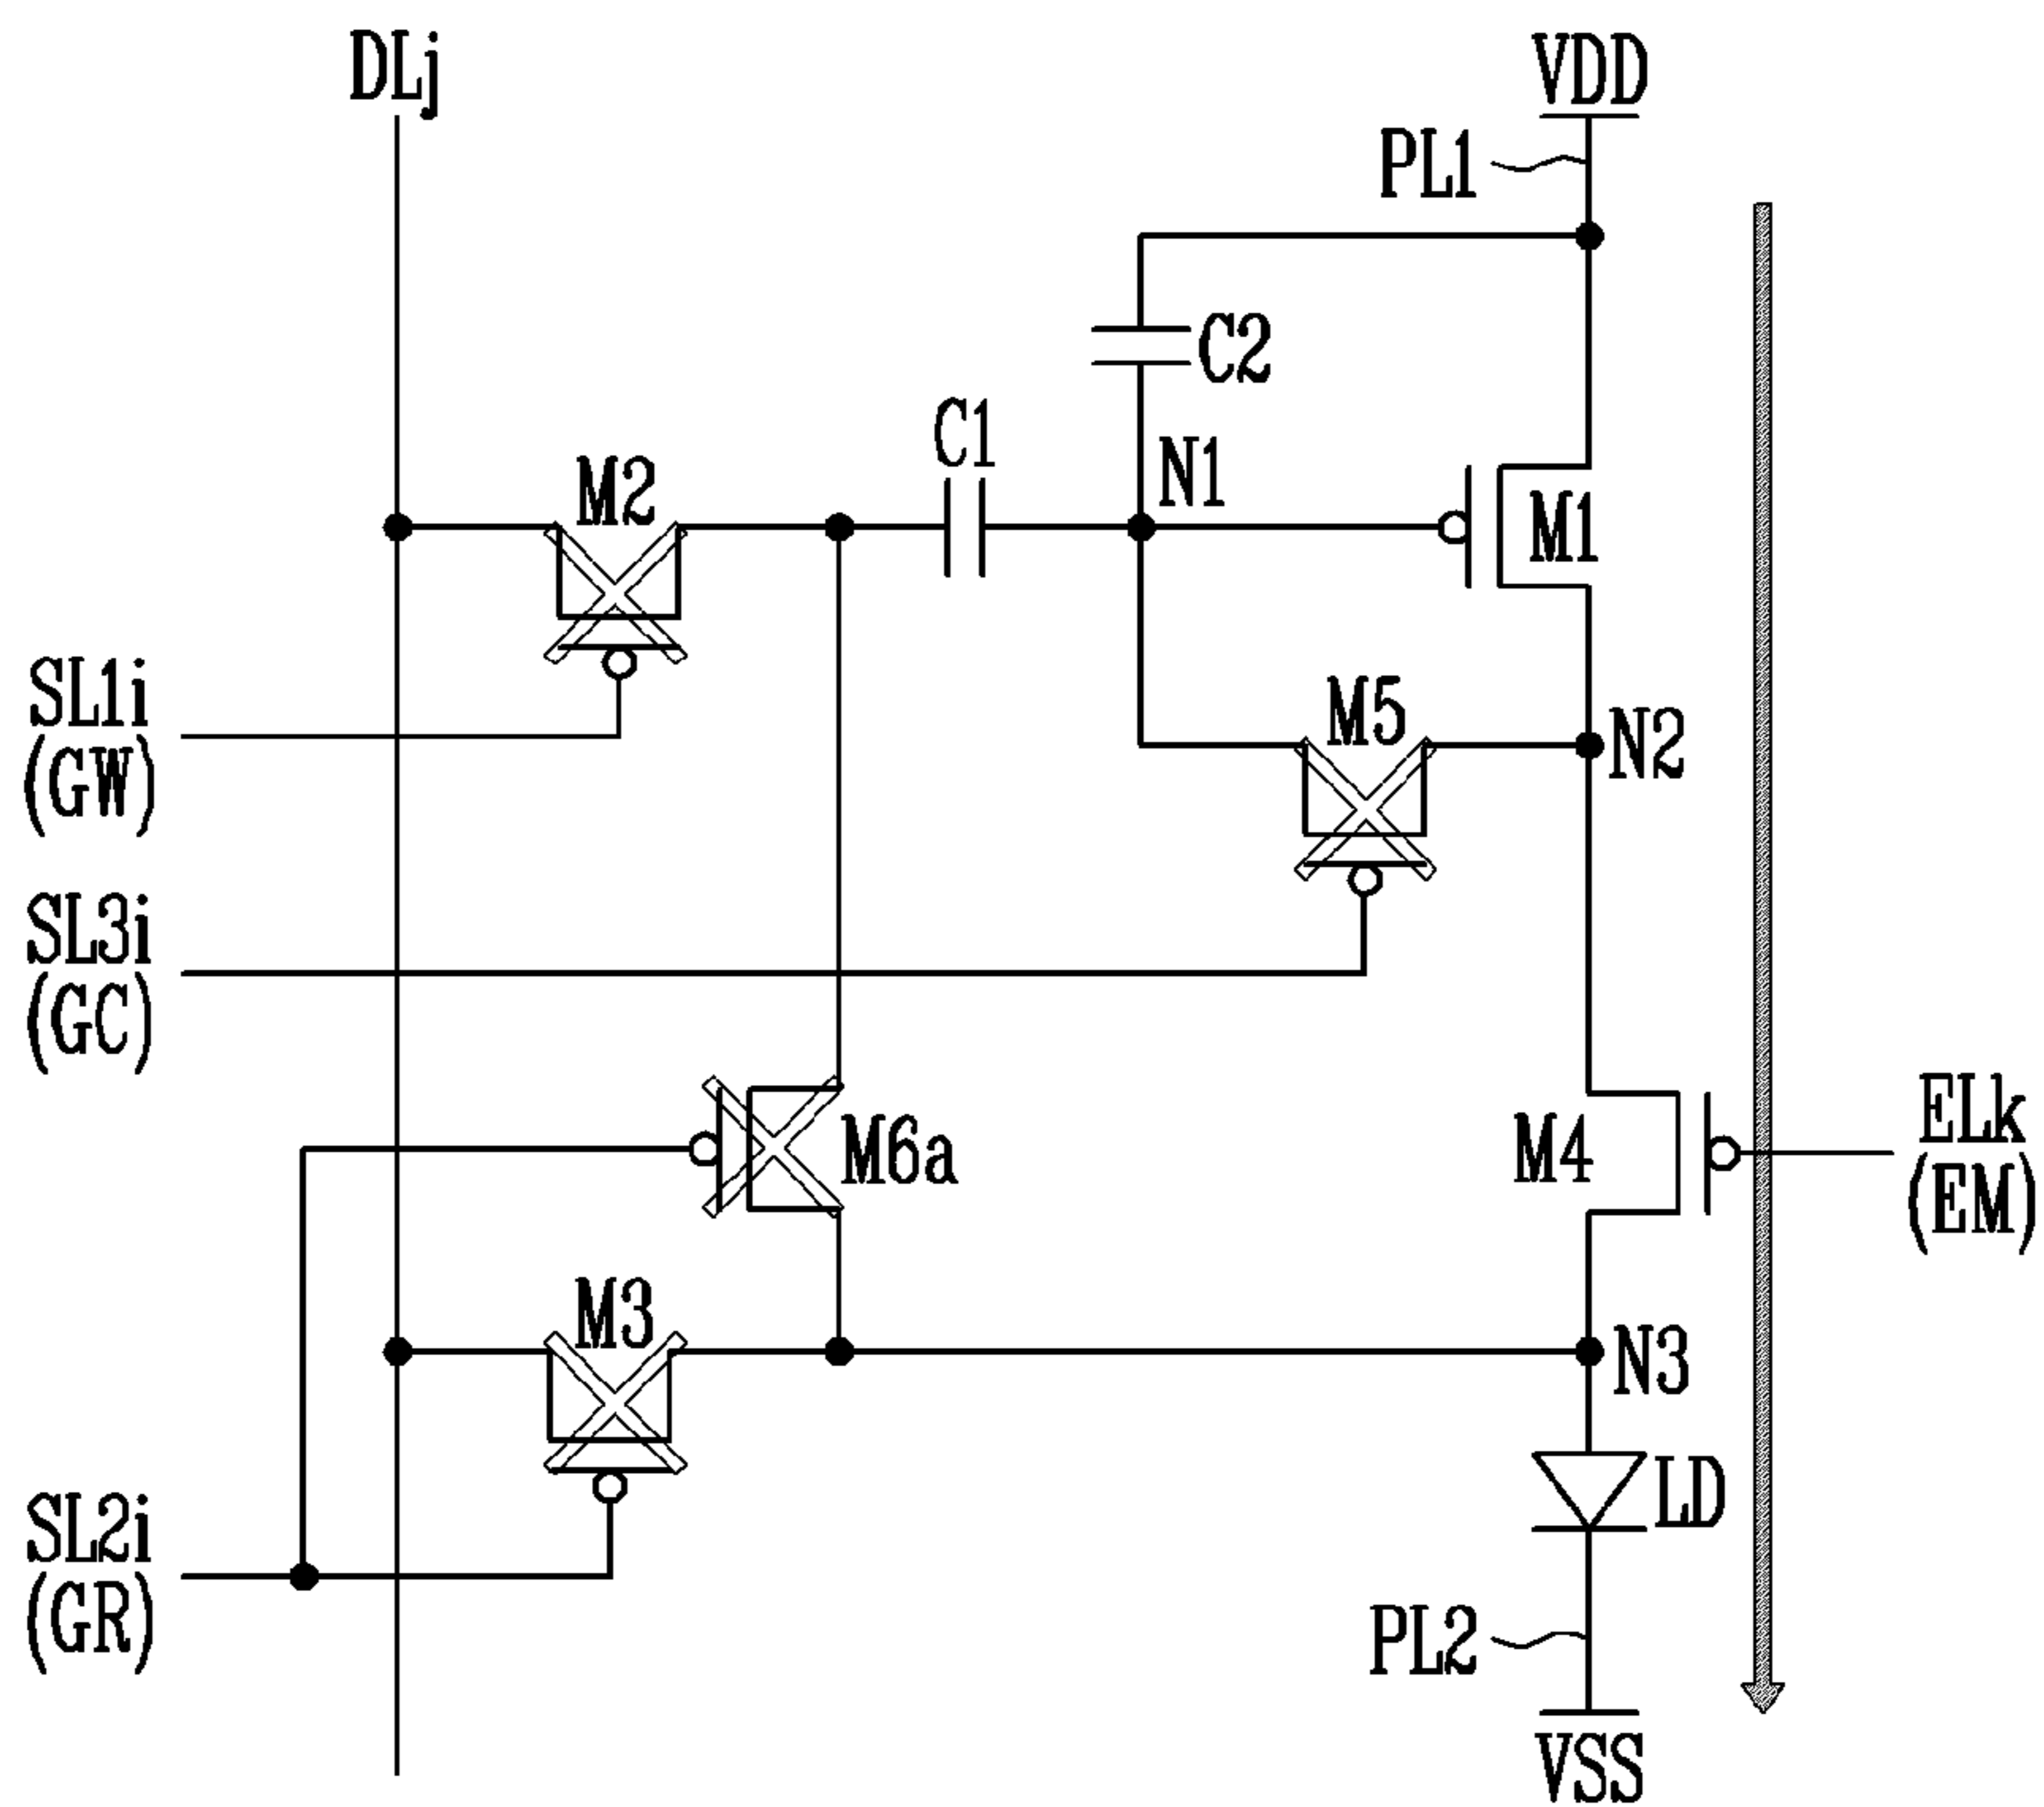 DLj
VDD
PL1
C2
C1
N1
M2
M1
SL1i
(GW)
M5
N2
SL3i
(GC)
M6a
M4
ELk
(EM)
M3
N3
LD
SL2i
(GR)
PL2
VSS